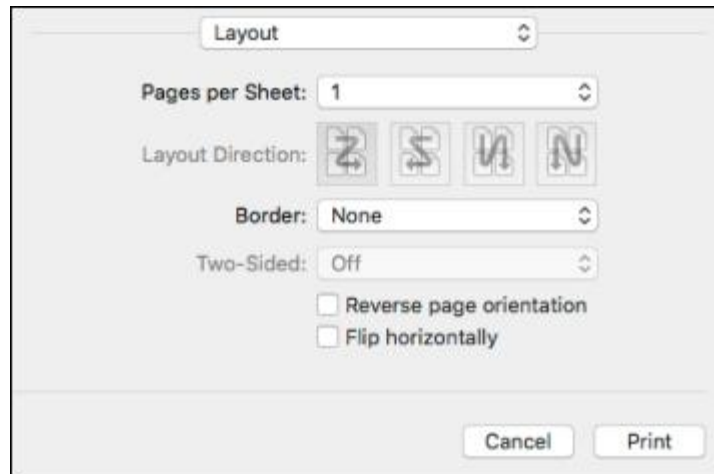 Layout
Pages per Sheet: 1
Layout Direction:
Border: None
Two-Sided: Off
Reverse page orientation
Flip horizontally
Cancel Print